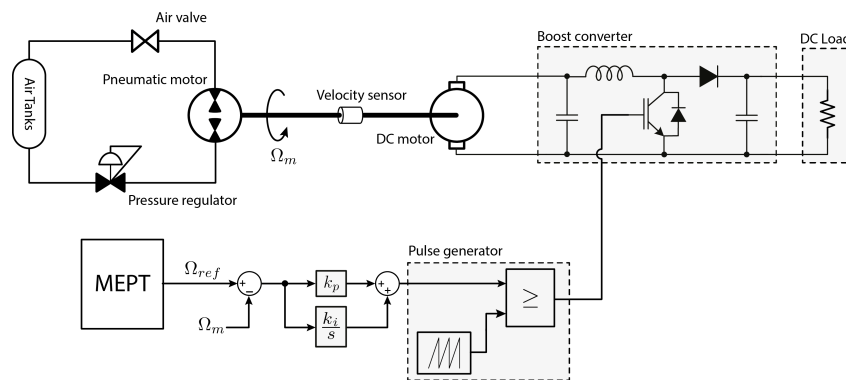 Air valve
Boost converter
DC Load
Pneumatic motor
Air Tanks
Velocity sensor
DC motor
Ω_m
Pressure regulator
Pulse generator
MEPT
Ω_ref
+
−
k_p
+
+
≥
Ω_m
k_i
s